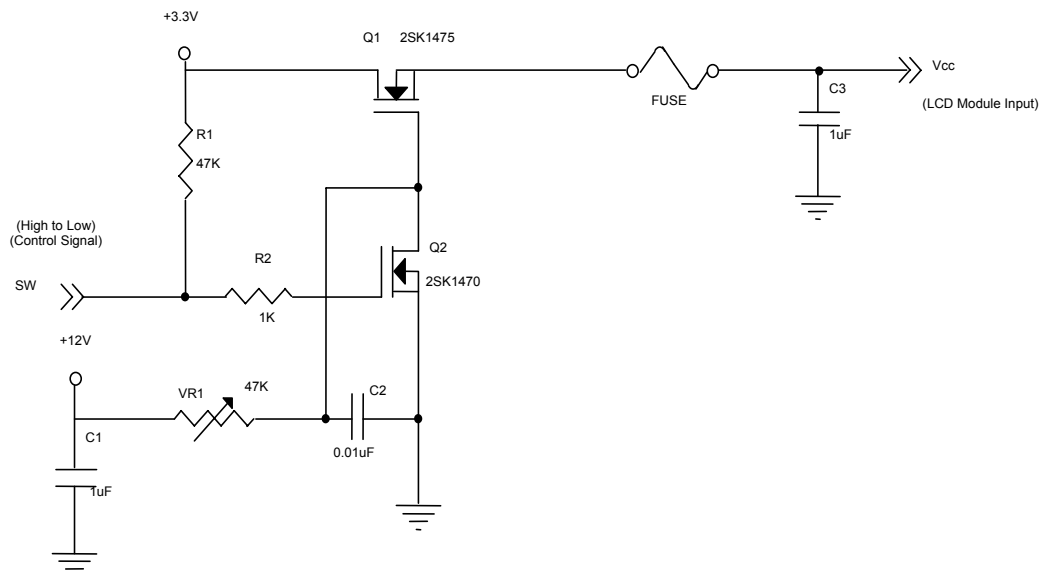 +3.3V
Q1 2SK1475
Vcc
FUSE
C3
(LCD Module Input)
R1
1uF
47K
(High to Low)
(Control Signal)
Q2
R2
SW
2SK1470
1K
+12V
VR1
47K
C2
C1
0.01uF
1uF